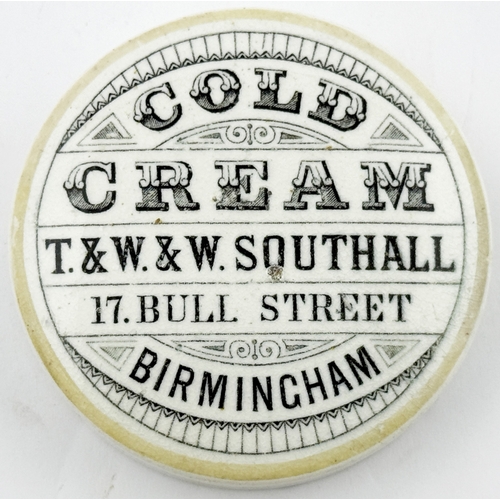 COLD
CREAM
T. & W. & W. SOUTHALL
17. BULL STREET
BIRMINGHAM